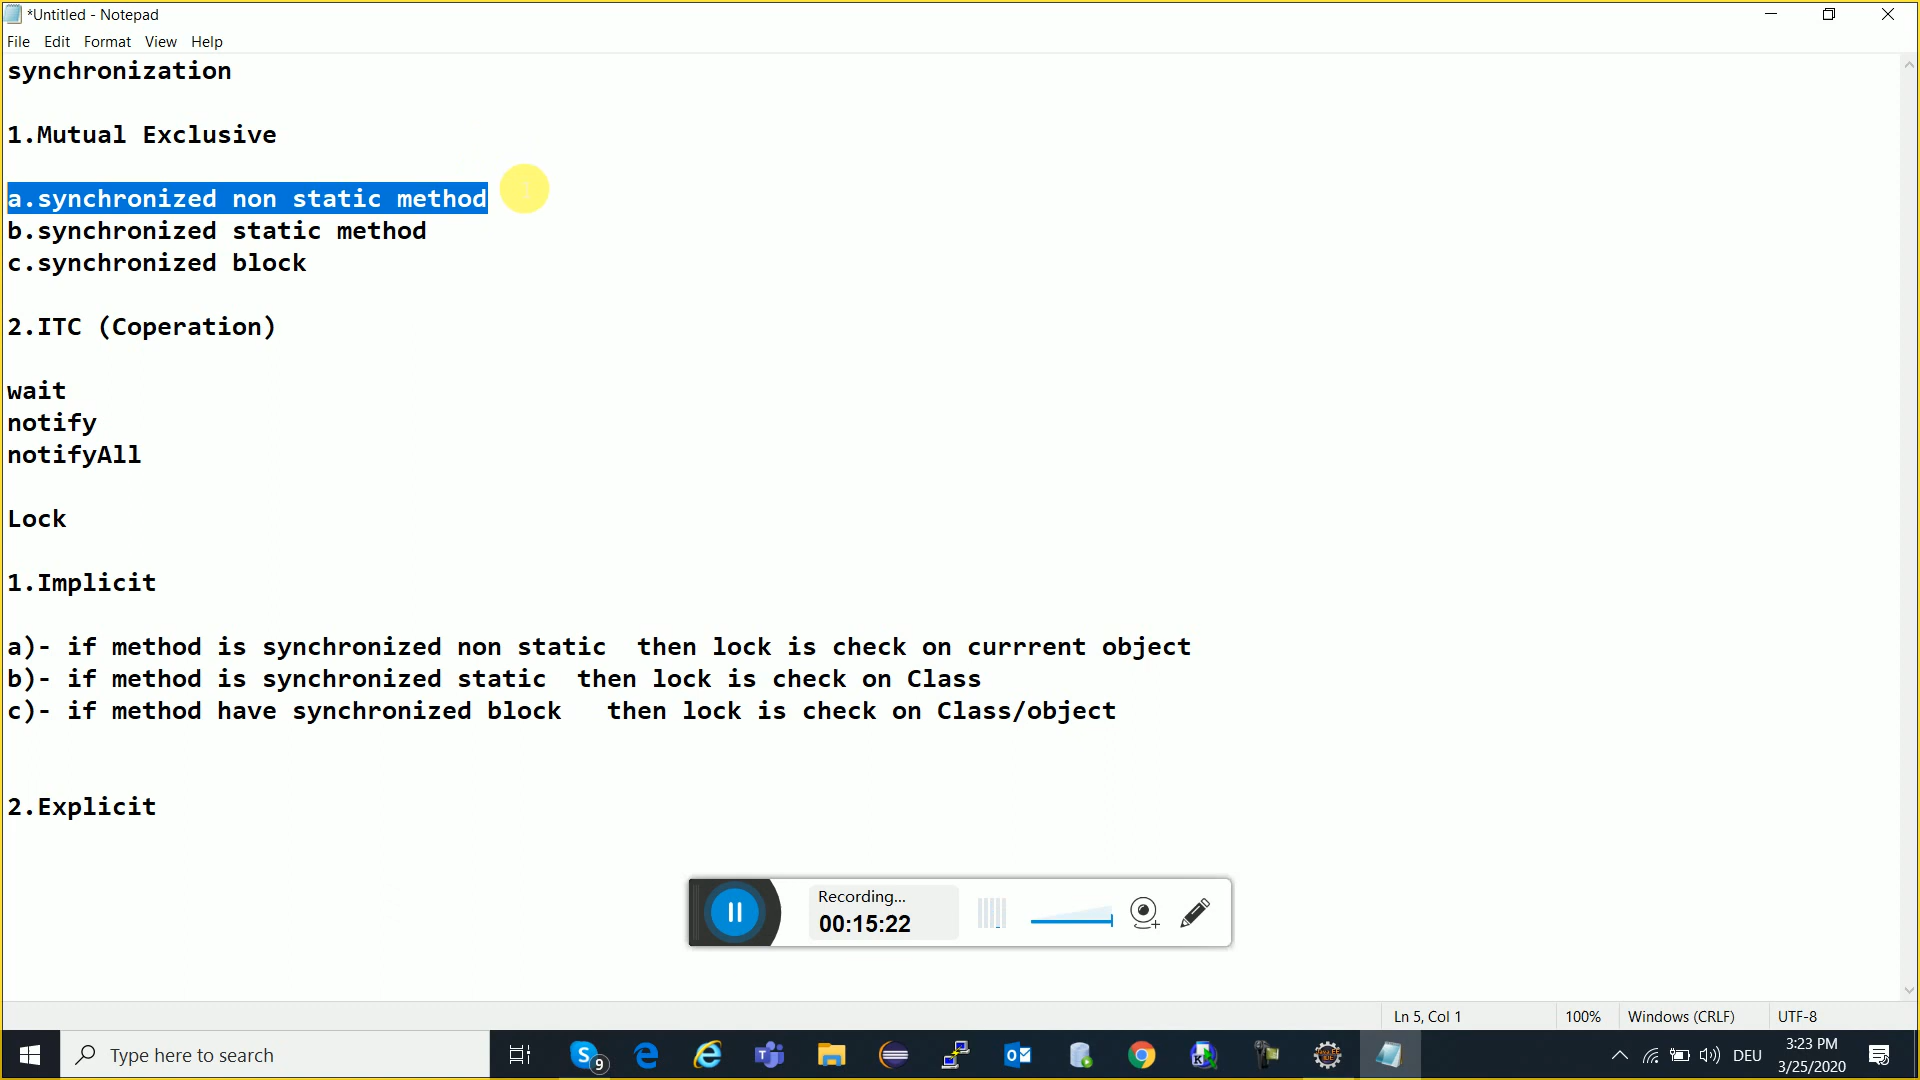 *Untitled - Notepad
File Edit Format View Help
synchronization
1.Mutual Exclusive
a.synchronized non static method
b.synchronized static method
c.synchronized block
2.ITC (Coperation)
wait
notify
notifyAll
Lock
1.Implicit
a)- if method is synchronized non static  then lock is check on currrent object
b)- if method is synchronized static  then lock is check on Class
c)- if method have synchronized block   then lock is check on Class/object
2.Explicit
Recording...
00:15:22
Ln 5, Col 1 100% Windows (CRLF) UTF-8
Type here to search
9
DEU
3:23 PM
3/25/2020